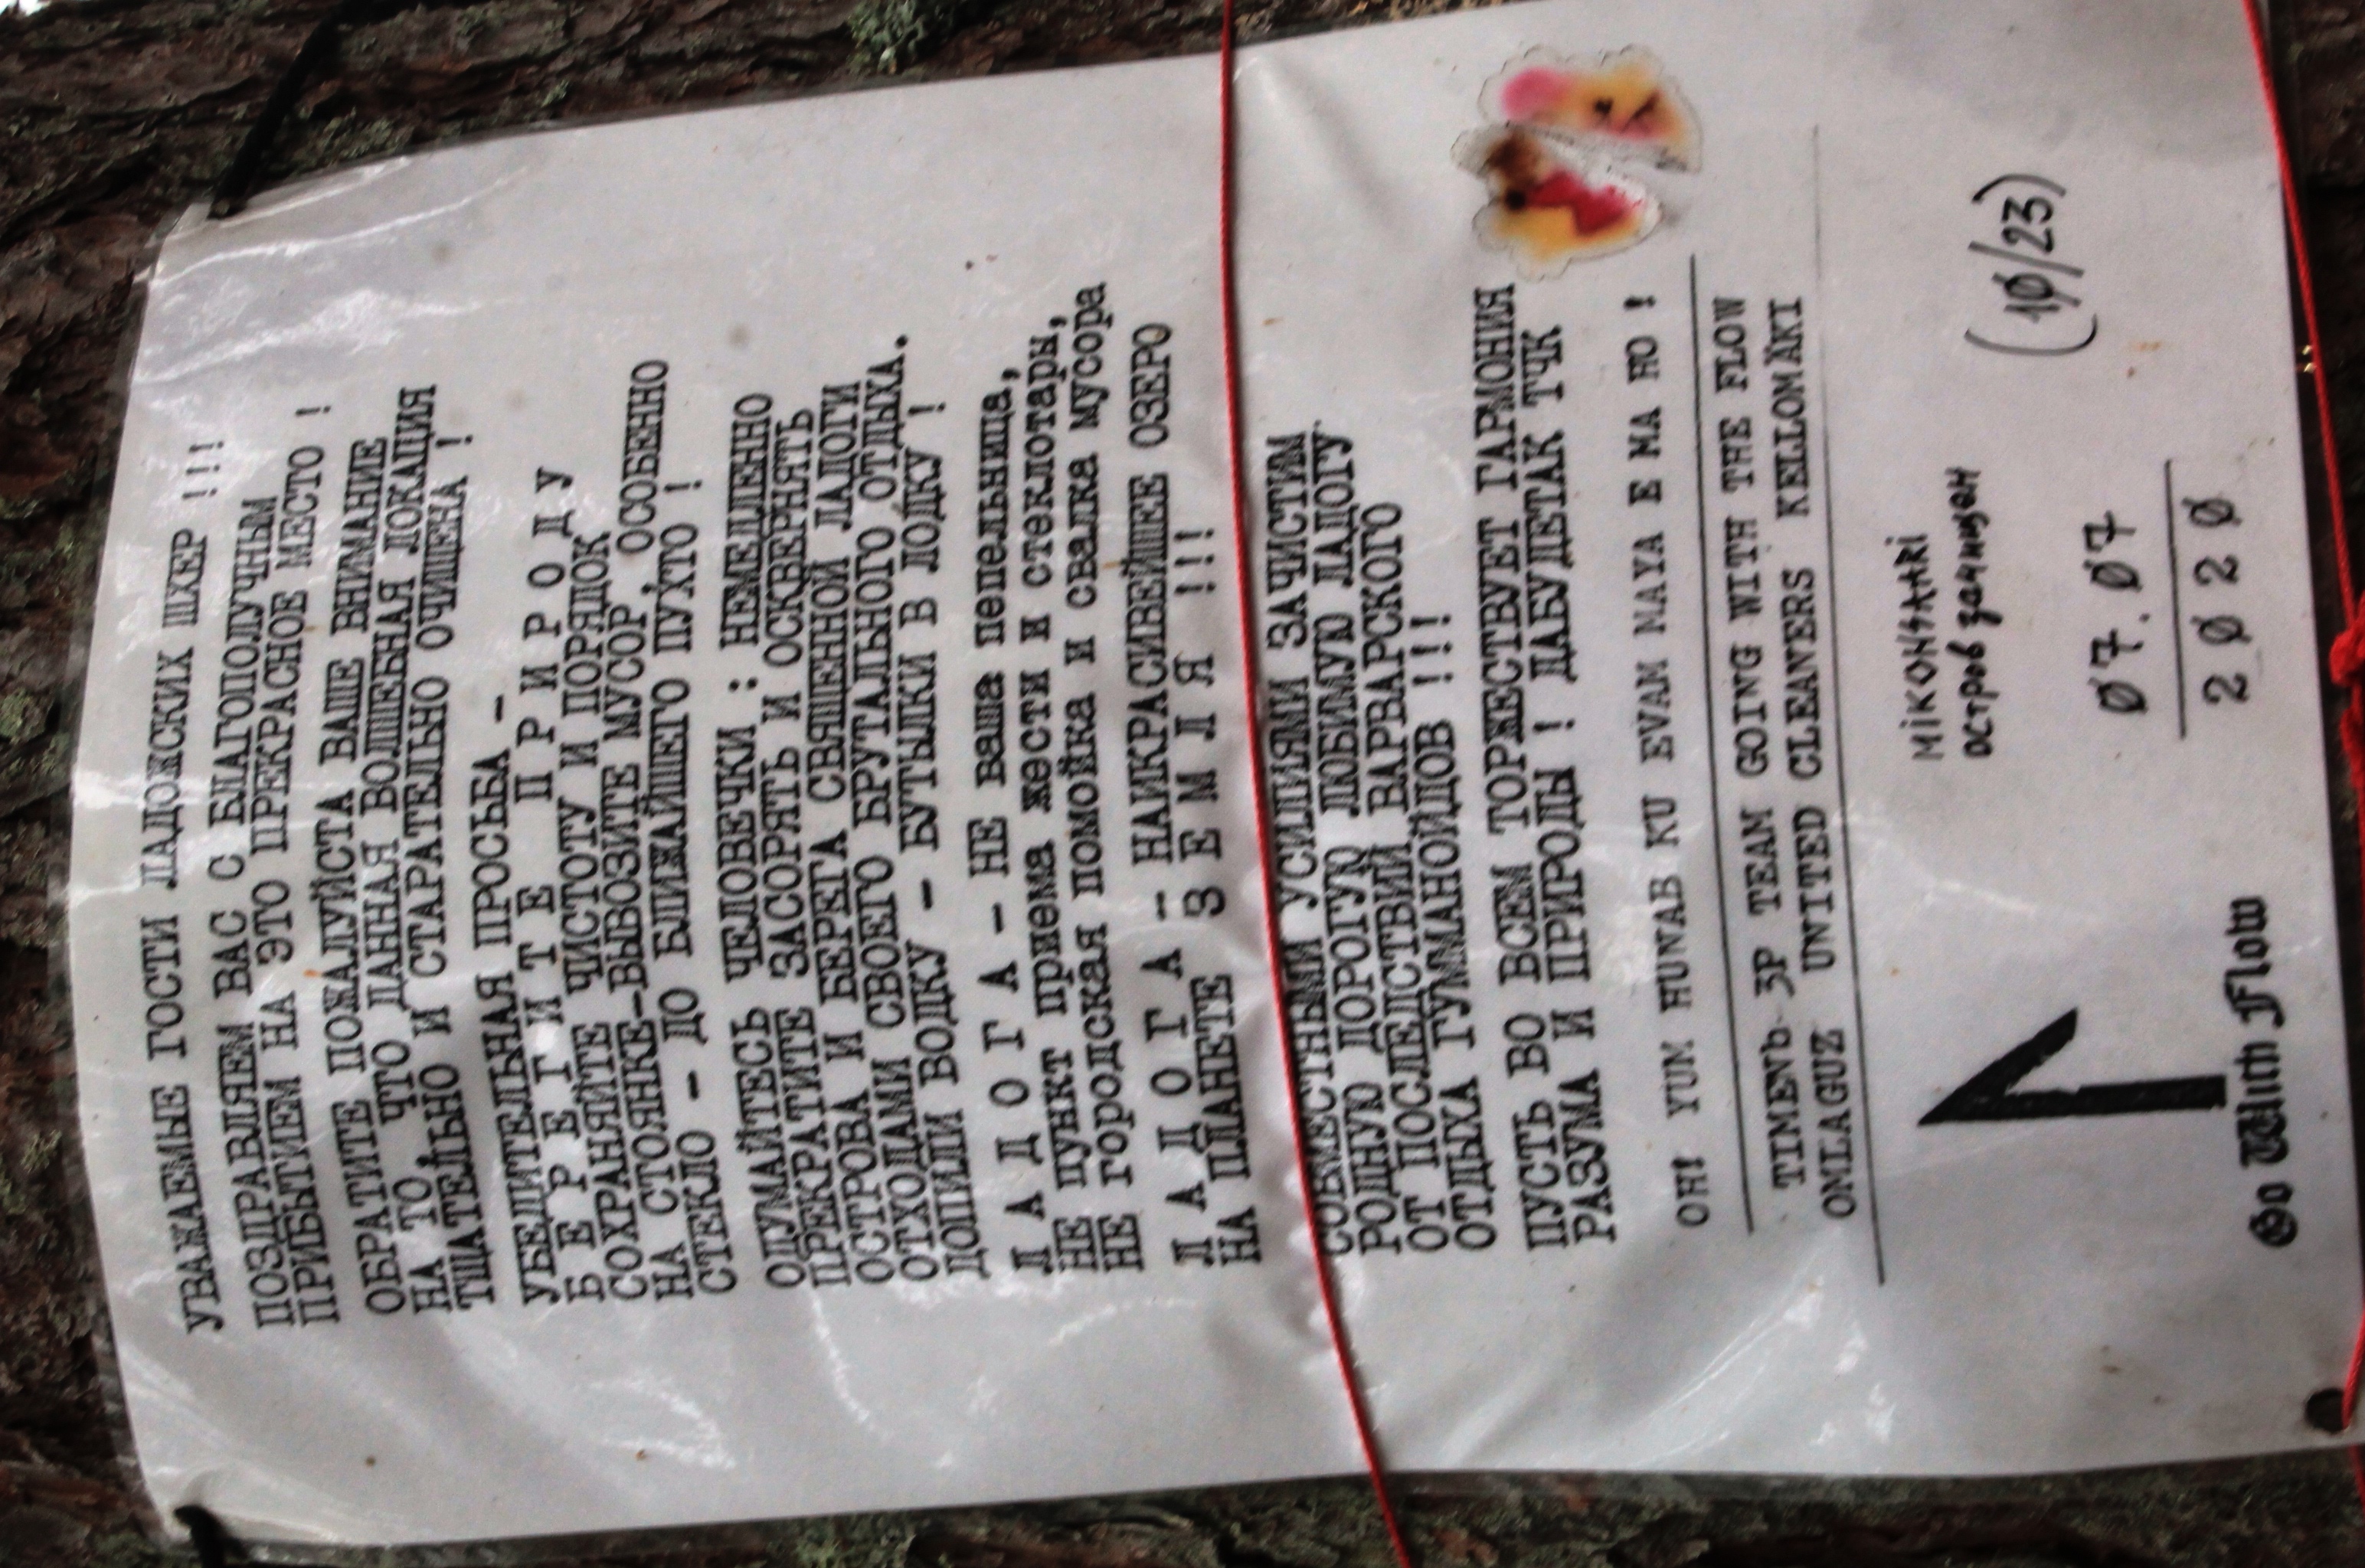 УВАЖАЕМЫЕ ГОСТИ ЛАДОЖСКИХ ШХЕР !!!
ПОЗДРАВЛЯЕМ ВАС С БЛАГОПОЛУЧНЫМ
ПРИБЫТИЕМ НА ЭТО ПРЕКРАСНОЕ МЕСТО !
ОБРАТИТЕ ПОЖАЛУЙСТА ВАШЕ ВНИМАНИЕ
НА ТО, ЧТО ДАННАЯ ВОЛШЕБНАЯ ЛОКАЦИЯ
ТЩАТЕЛЬНО И СТАРАТЕЛЬНО ОЧИЩЕНА !
УБЕДИТЕЛЬНАЯ ПРОСЬБА -
Б Е Р Е Г И Т Е П Р И Р О Д У
СОХРАНЯЙТЕ ЧИСТОТУ И ПОРЯДОК
НА СТОЯНКЕ-ВЫВОЗИТЕ МУСОР, ОСОБЕННО
СТЕКЛО - ДО БЛИЖАЙШЕГО ПУХТО !
ОДУМАЙТЕСЬ ЧЕЛОВЕЧКИ : НЕМЕДЛЕННО
ПРЕКРАТИТЕ ЗАСОРЯТЬ И ОСКВЕРНЯТЬ
ОСТРОВА И БЕРЕГА СВЯЩЕННОЙ ЛАДОГИ
ОТХОДАМИ СВОЕГО БРУТАЛЬНОГО ОТДЫХА.
ДОПИЛИ ВОДКУ - БУТЫЛКИ В ЛОДКУ !
Л А Д О Г А - НЕ ваша пепельница,
НЕ пункт приема жести и стеклотары,
НЕ городская помойка и свалка мусора
Л А Д О Г А - НАИКРАСИВЕЙШЕЕ ОЗЕРО
НА ПЛАНЕТЕ З Е М Л Я !!!
СОВМЕСТНЫМИ УСИЛИЯМИ ЗАЧИСТИМ
РОДНУЮ ДОРОГУЮ ЛЮБИМУЮ ЛАДОГУ
ОТ ПОСЛЕДСТВИЙ ВАРВАРСКОГО
ОТДЫХА ГУММАНОЙДОВ !!!
ПУСТЬ ВО ВСЕМ ТОРЖЕСТВУЕТ ГАРМОНИЯ
РАЗУМА И ПРИРОДЫ ! ДАБУДЕТАК ТЧК
OH! YUM HUNAB KU EVAM MAYA E MA HO !
TIMEN<b>Ь</b> 3P TEAM GOING WITH THE FLOW
OMLAGUZ UNITED CLEANERS KELLOMÄKI
MIKONSAARI
остров зачищен
(10/23)
07.07
2020
Go With Flow